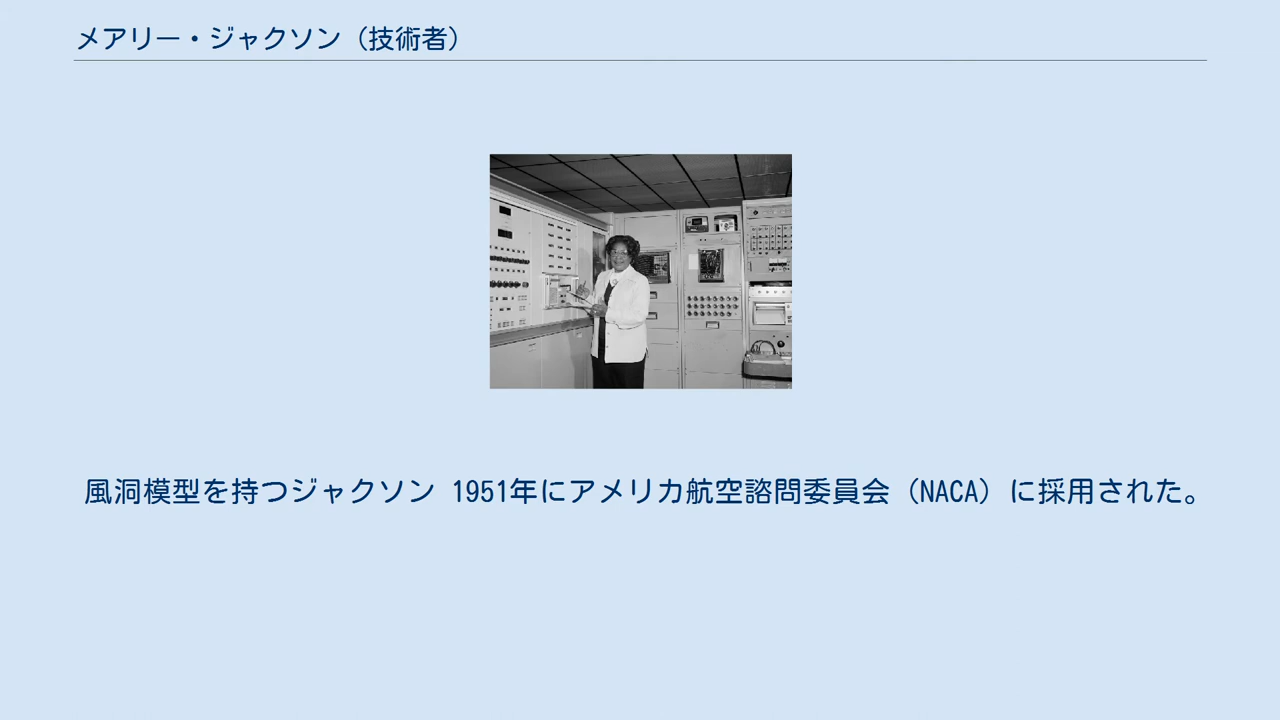 メアリー・ジャクソン（技術者）
風洞模型を持つジャクソン 1951年にアメリカ航空諮問委員会（NACA）に採用された。